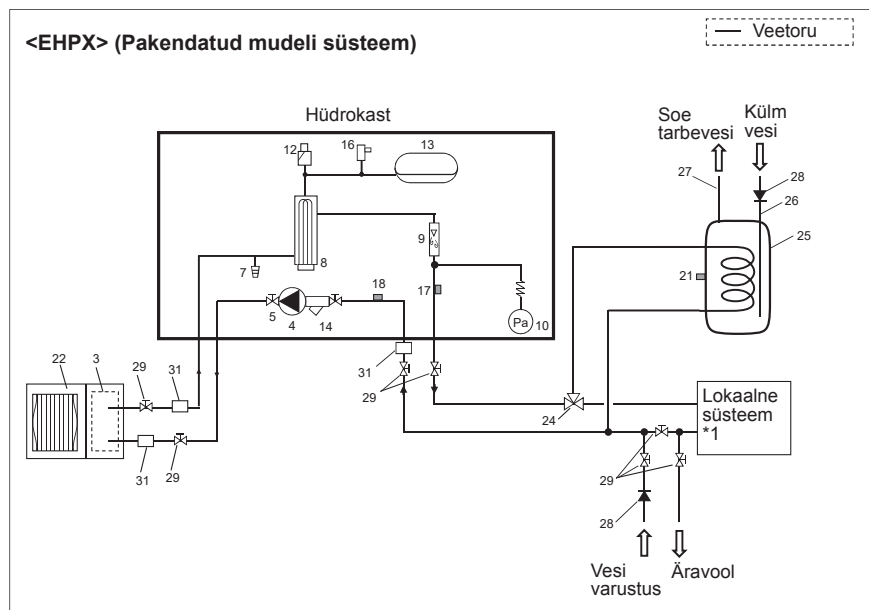 <EHPX> (Pakendatud mudeli süsteem)
Veetoru
Hüdrokast
Soe
tarbevesi
Külm
vesi
12
16
13
27
28
26
25
9
7
8
21
18
17
5
4
14
Pa
10
22
3
29
31
31
29
24
Lokaalne
süsteem
*1
31
29
29
28
Vesi
varustus
Äravool